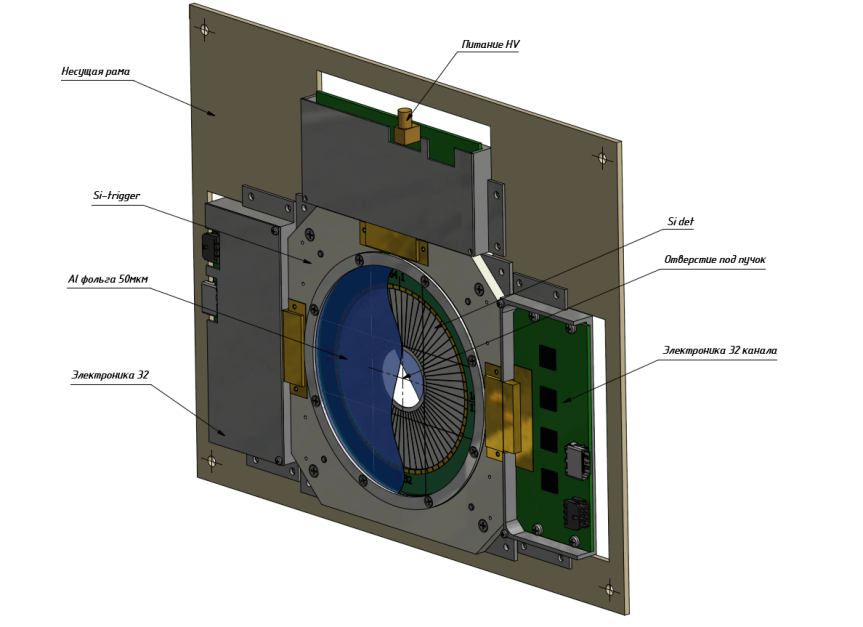 Питание HV
Несущая рама
Si-trigger
Si det
Отверстие под пучок
Al фольга 50мкм
Электроника 32 канала
Электроника 32